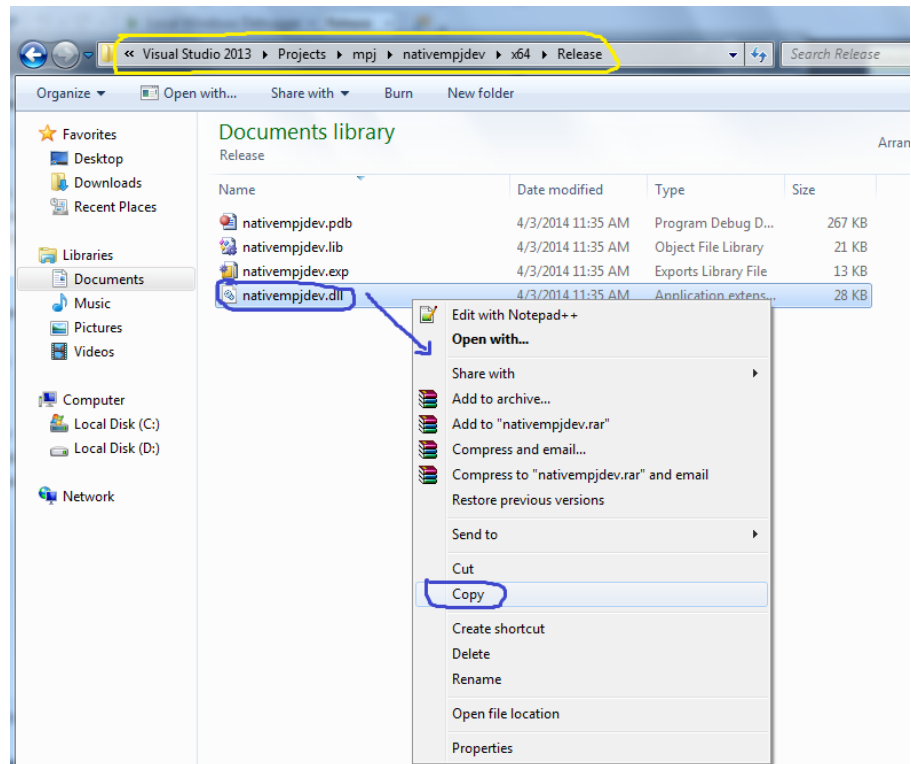 « Visual Studio 2013 ▸ Projects ▸ mpj ▸ nativempjdev ▸ x64 ▸ Release
Search Release
Organize ▾ Open with... Share with ▾ Burn New folder
Favorites
Desktop
Downloads
Recent Places
Libraries
Documents
Music
Pictures
Videos
Computer
Local Disk (C:)
Local Disk (D:)
Network
Documents library
Release
Arran
Name Date modified Type Size
nativempjdev.pdb 4/3/2014 11:35 AM Program Debug D... 267 KB
nativempjdev.lib 4/3/2014 11:35 AM Object File Library 21 KB
nativempjdev.exp 4/3/2014 11:35 AM Exports Library File 13 KB
nativempjdev.dll 4/3/2014 11:35 AM Application extens... 28 KB
Edit with Notepad++
Open with...
Share with
Add to archive...
Add to "nativempjdev.rar"
Compress and email...
Compress to "nativempjdev.rar" and email
Restore previous versions
Send to
Cut
Copy
Create shortcut
Delete
Rename
Open file location
Properties